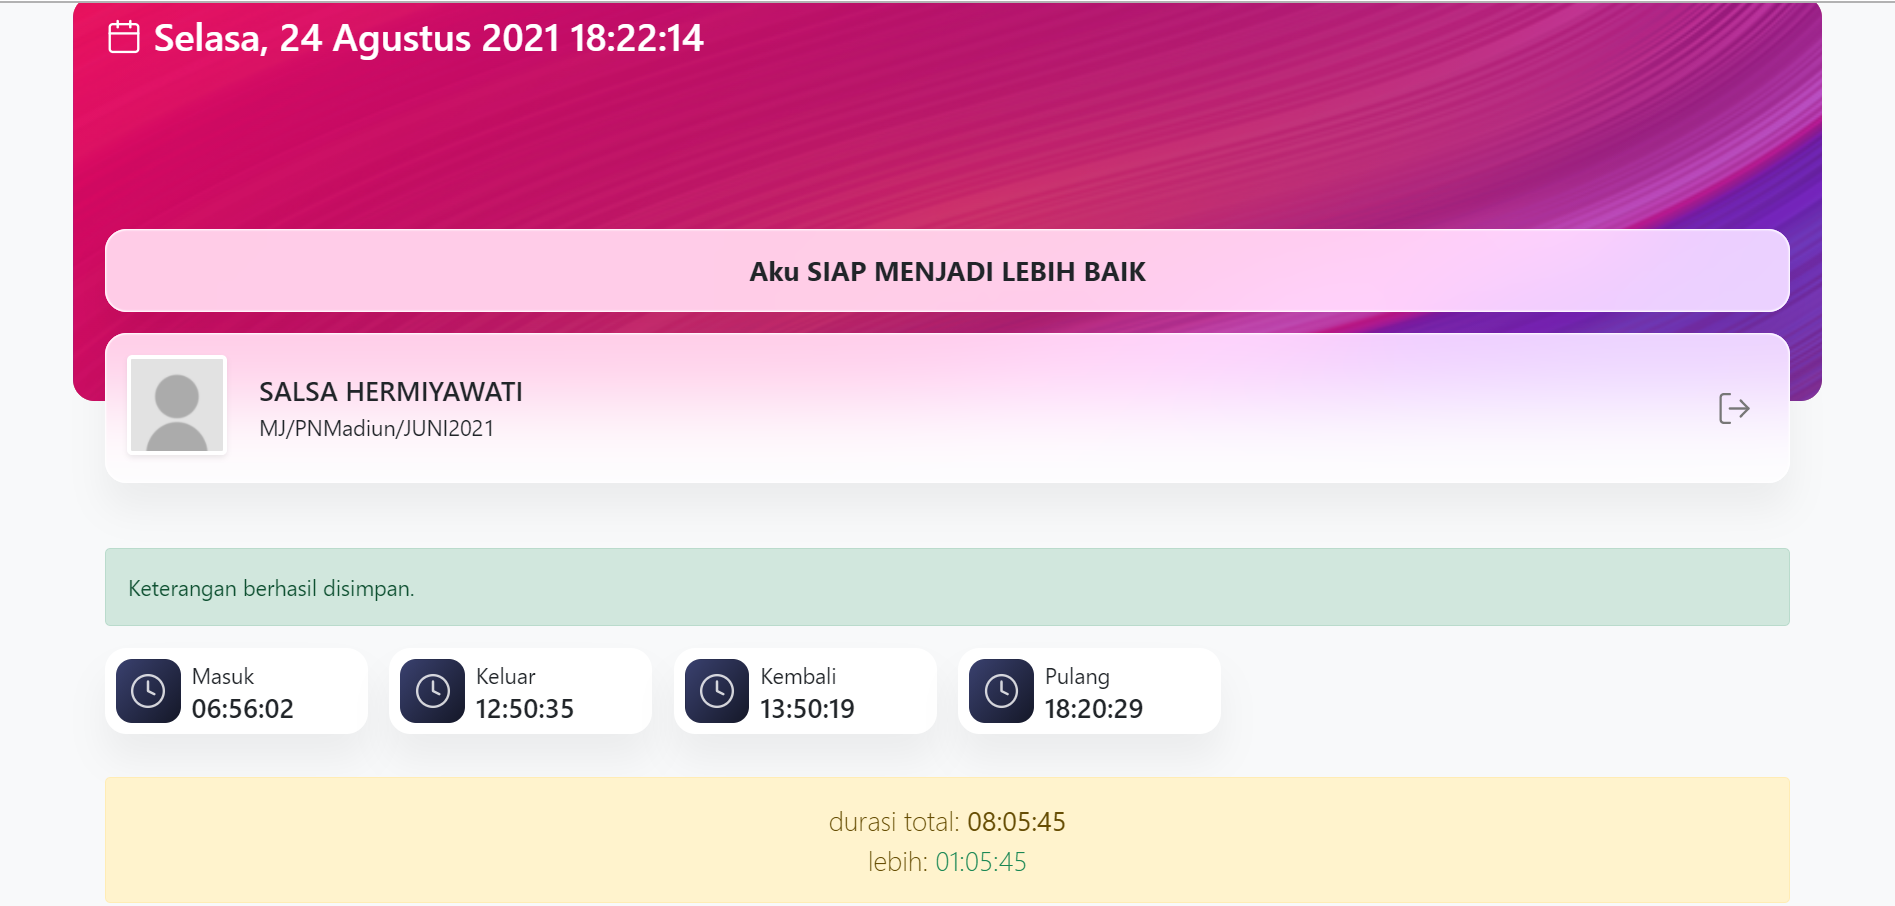 Selasa, 24 Agustus 2021 18:22:14
Aku SIAP MENJADI LEBIH BAIK
SALSA HERMIYAWATI
MJ/PNMadiun/JUNI2021
Keterangan berhasil disimpan.
Masuk
06:56:02
Keluar
12:50:35
Kembali
13:50:19
Pulang
18:20:29
durasi total: 08:05:45
lebih: 01:05:45